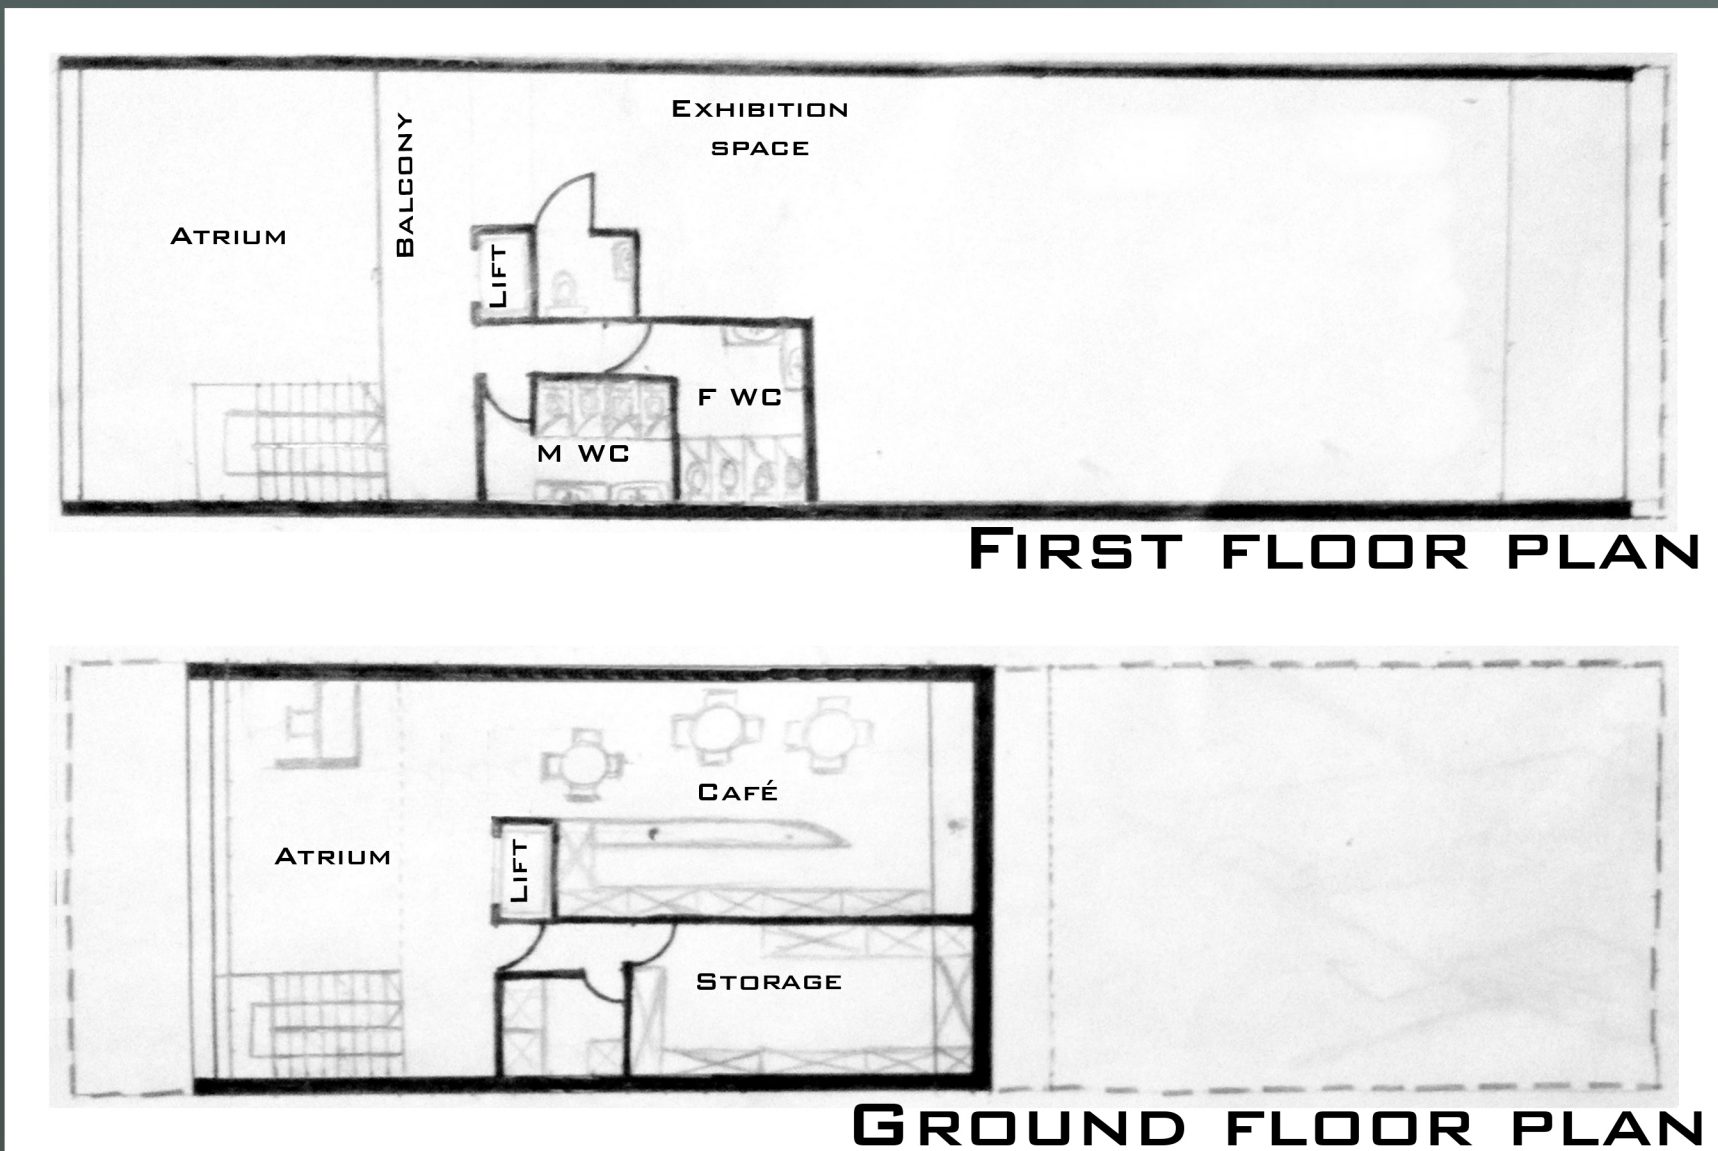 Exhibition
space
Balcony
Atrium
Lift
F WC
M WC
First floor plan
Café
Atrium
Lift
Storage
Ground floor plan